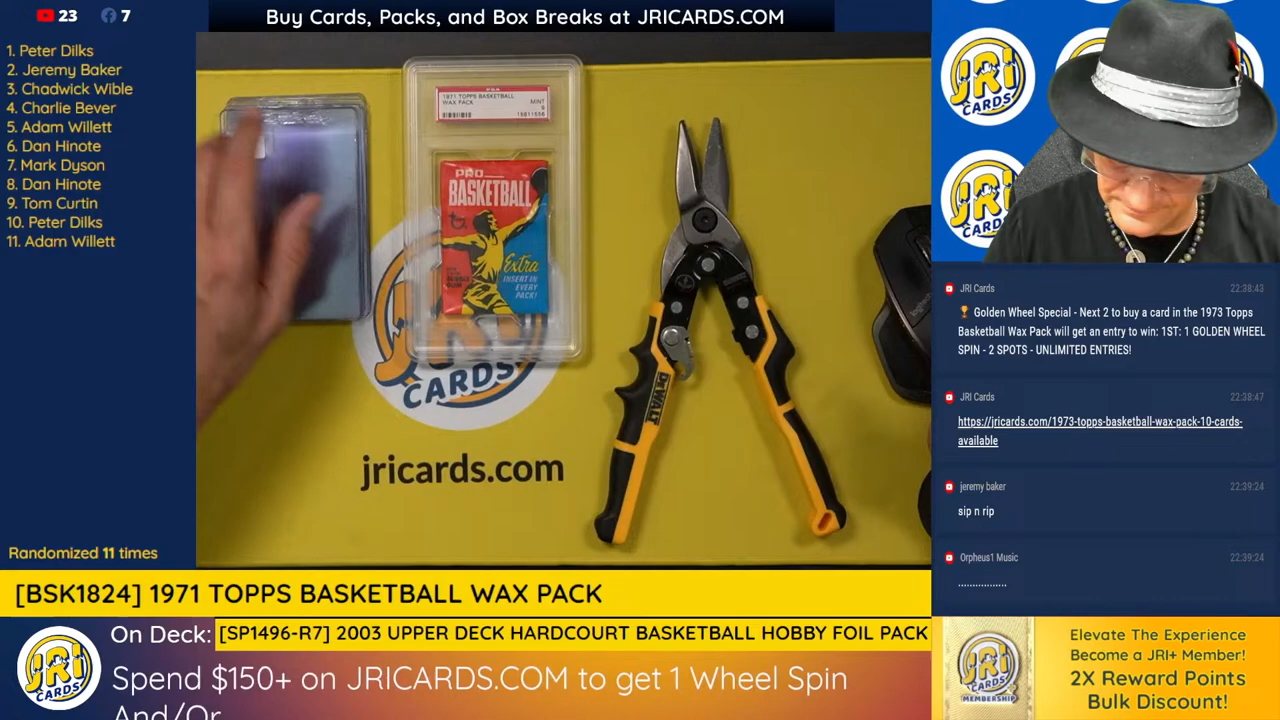 23
7
Buy Cards, Packs, and Box Breaks at JRICARDS.COM
1. Peter Dilks
2. Jeremy Baker
3. Chadwick Wible
4. Charlie Bever
5. Adam Willett
6. Dan Hinote
7. Mark Dyson
8. Dan Hinote
9. Tom Curtin
10. Peter Dilks
11. Adam Willett
Randomized 11 times
1971 TOPPS BASKETBALL
WAX PACK
MINT
PRO
BASKETBALL
Extra
INSERT IN
EVERY
PACK!
CARDS
jricards.com
DEWALT
JRI
CARDS
JRI
CARDS
JRI Cards
22:38:43
🏆 Golden Wheel Special - Next 2 to buy a card in the 1973 Topps
Basketball Wax Pack will get an entry to win: 1ST: 1 GOLDEN WHEEL
SPIN - 2 SPOTS - UNLIMITED ENTRIES!
JRI Cards
22:38:47
https://jricards.com/1973-topps-basketball-wax-pack-10-cards-
available
jeremy baker
22:39:24
sip n rip
Orpheus1 Music
22:39:24
.................
[BSK1824] 1971 TOPPS BASKETBALL WAX PACK
JRI
CARDS
On Deck: [SP1496-R7] 2003 UPPER DECK HARDCOURT BASKETBALL HOBBY FOIL PACK
Spend $150+ on JRICARDS.COM to get 1 Wheel Spin
And/Or
JRI
CARDS
MEMBERSHIP
Elevate The Experience
Become a JRI+ Member!
2X Reward Points
Bulk Discount!